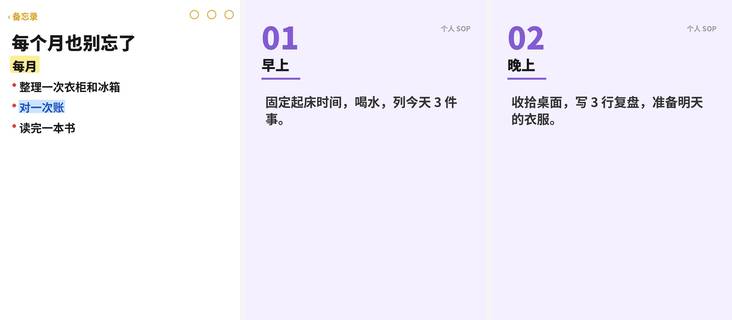 ‹ 备忘录
每个月也别忘了
每月
• 整理一次衣柜和冰箱
• 对一次账
• 读完一本书
01
个人 SOP
早上
固定起床时间，喝水，列今天 3 件
事。
02
个人 SOP
晚上
收拾桌面，写 3 行复盘，准备明天
的衣服。